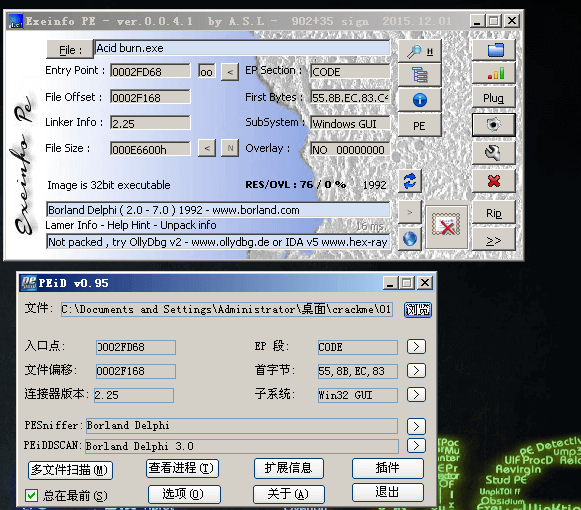 Exeinfo PE - ver.0.0.4.1 by A.S.L - 902+35 sign 2015.12.01
File : Acid burn.exe H
Entry Point : 0002FD68 oo < EP Section : CODE
File Offset : 0002F168 First Bytes : 55.8B.EC.83.C4 Plug
Linker Info : 2.25 SubSystem : Windows GUI PE
File Size : 000E6600h < N Overlay : NO 00000000
Image is 32bit executable RES/OVL : 76 / 0 % 1992
Borland Delphi ( 2.0 - 7.0 ) 1992 - www.borland.com > Rip
Lamer Info - Help Hint - Unpack info 16 ms
Not packed , try OllyDbg v2 - www.ollydbg.de or IDA v5 www.hex-ray >>
Exeinfo Pe
PEiD v0.95
文件: C:\Documents and Settings\Administrator\桌面\crackme\01 浏览
入口点: 0002FD68 EP 段: CODE >
文件偏移: 0002F168 首字节: 55,8B,EC,83 >
连接器版本: 2.25 子系统: Win32 GUI >
PESniffer: Borland Delphi >
PEiDDSCAN: Borland Delphi 3.0 >
多文件扫描(M) 查看进程(T) 扩展信息 插件
总在最前(S) 选项(O) 关于(A) 退出
PE Detecti
ump3
UIF ProcD
Revirgin
Stud PE
UnpkTOI ff
Obsidium